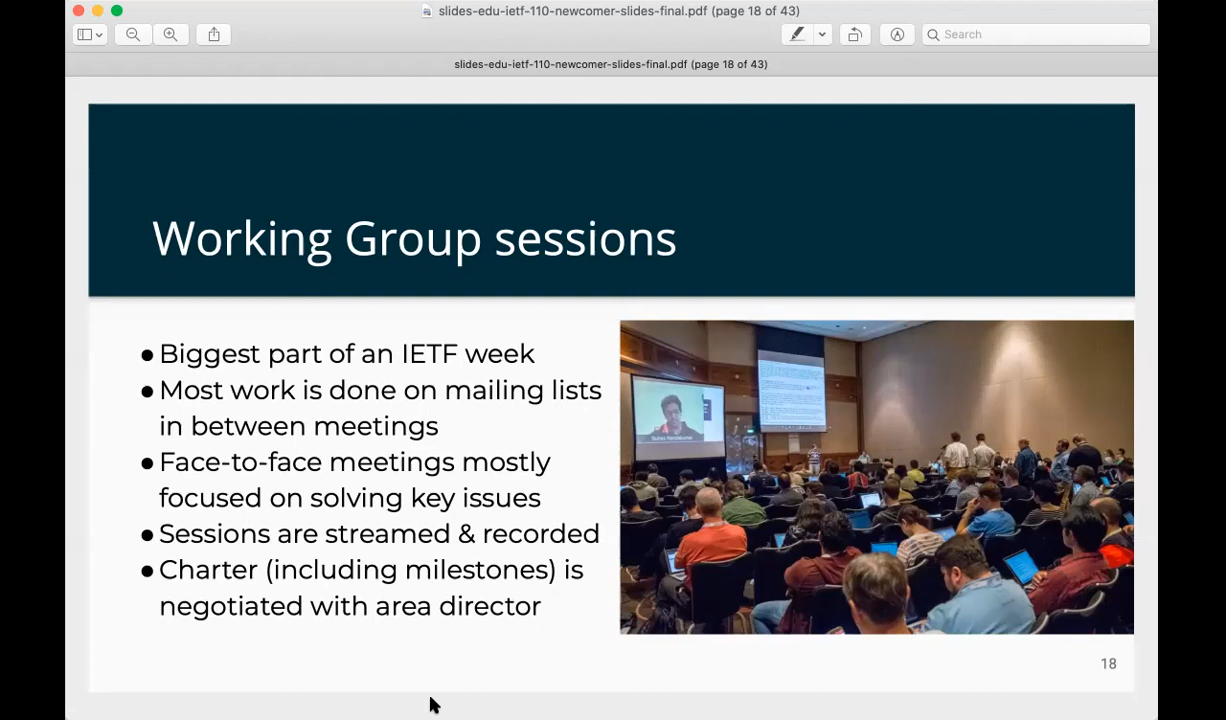 slides-edu-ietf-110-newcomer-slides-final.pdf (page 18 of 43)
Search
slides-edu-ietf-110-newcomer-slides-final.pdf (page 18 of 43)
Working Group sessions
● Biggest part of an IETF week
● Most work is done on mailing lists
in between meetings
● Face-to-face meetings mostly
focused on solving key issues
● Sessions are streamed & recorded
● Charter (including milestones) is
negotiated with area director
18